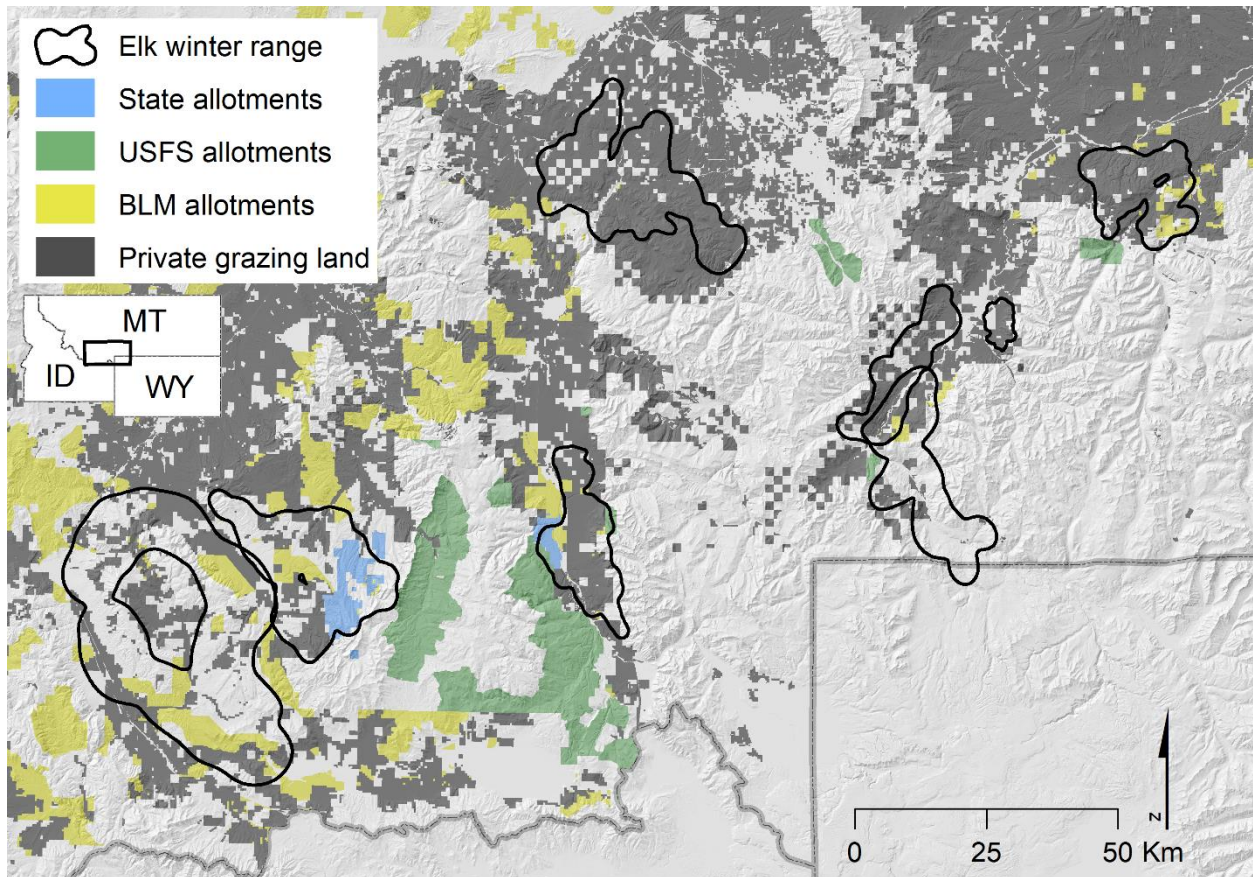 Elk winter range
State allotments
USFS allotments
BLM allotments
Private grazing land
MT
ID
WY
N
0 25 50 Km